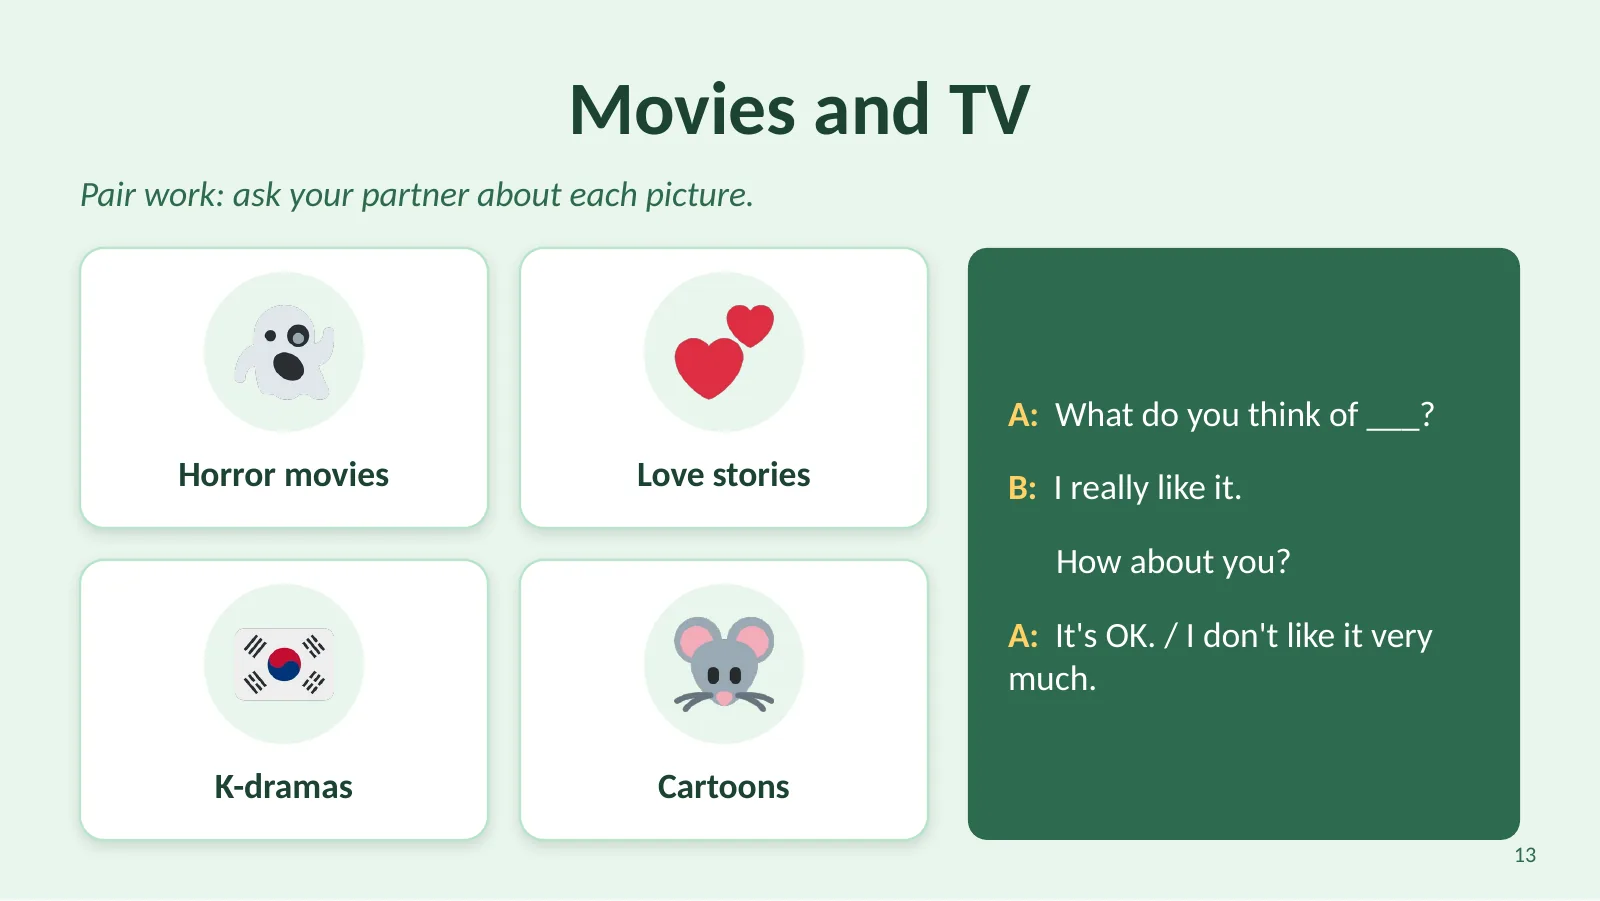 Movies and TV
Pair work: ask your partner about each picture.
Horror movies
Love stories
K-dramas
Cartoons
A: What do you think of ___?
B: I really like it.
How about you?
A: It's OK. / I don't like it very
much.
13